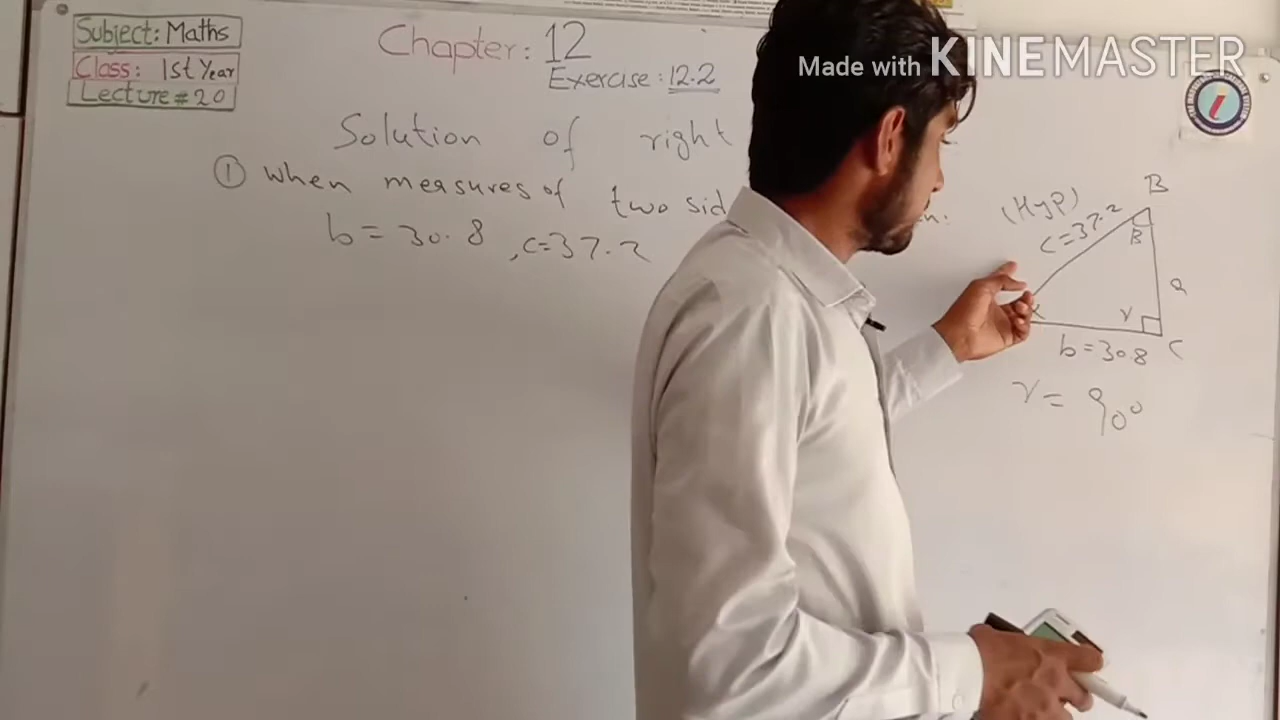 Made with KINEMASTER
Subject: Maths
Class: 1st Year
Lecture # 20
Chapter: 12
Exercise: 12.2
Solution of right
① when measures of two sid
b = 30.8 , c=37.2
(Hyp)
c=37.2
B
B
a
γ
b=30.8
C
γ = 90°